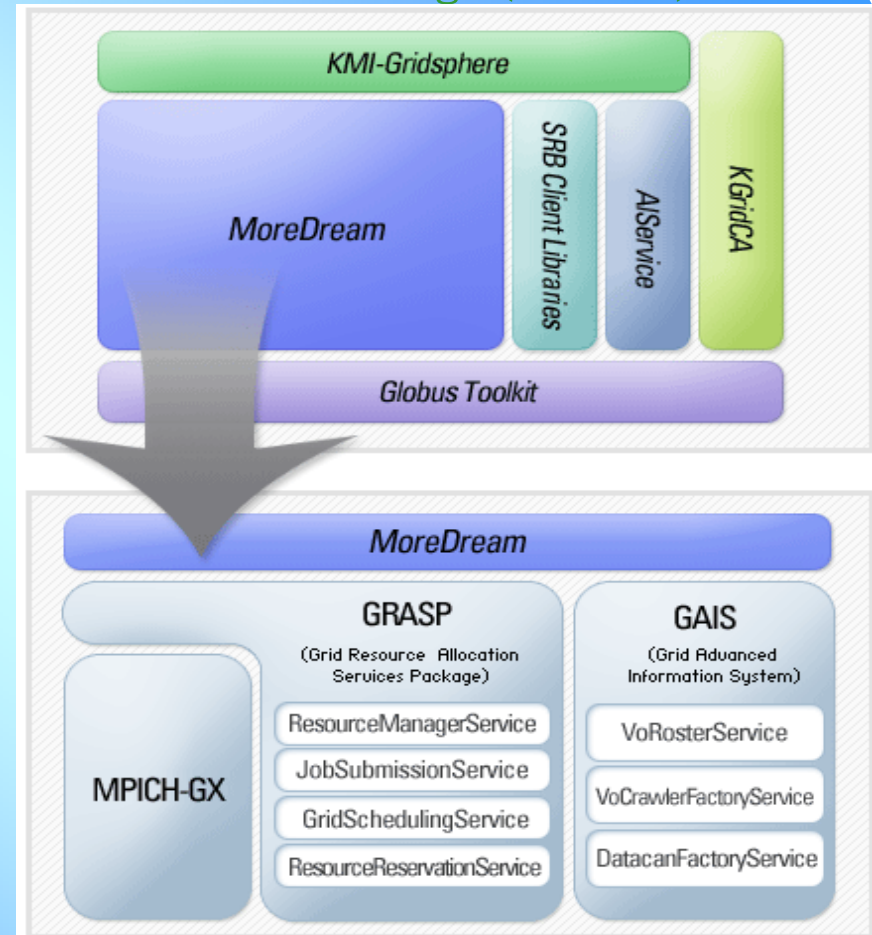 KMI-Gridsphere
MoreDream
SRB Client Libraries
AIService
KGridCA
Globus Toolkit
MoreDream
GRASP
(Grid Resource Allocation
Services Package)
ResourceManagerService
JobSubmissionService
GridSchedulingService
ResourceReservationService
MPICH-GX
GAIS
(Grid Advanced
Information System)
VoRosterService
VoCrawlerFactoryService
DatacanFactoryService